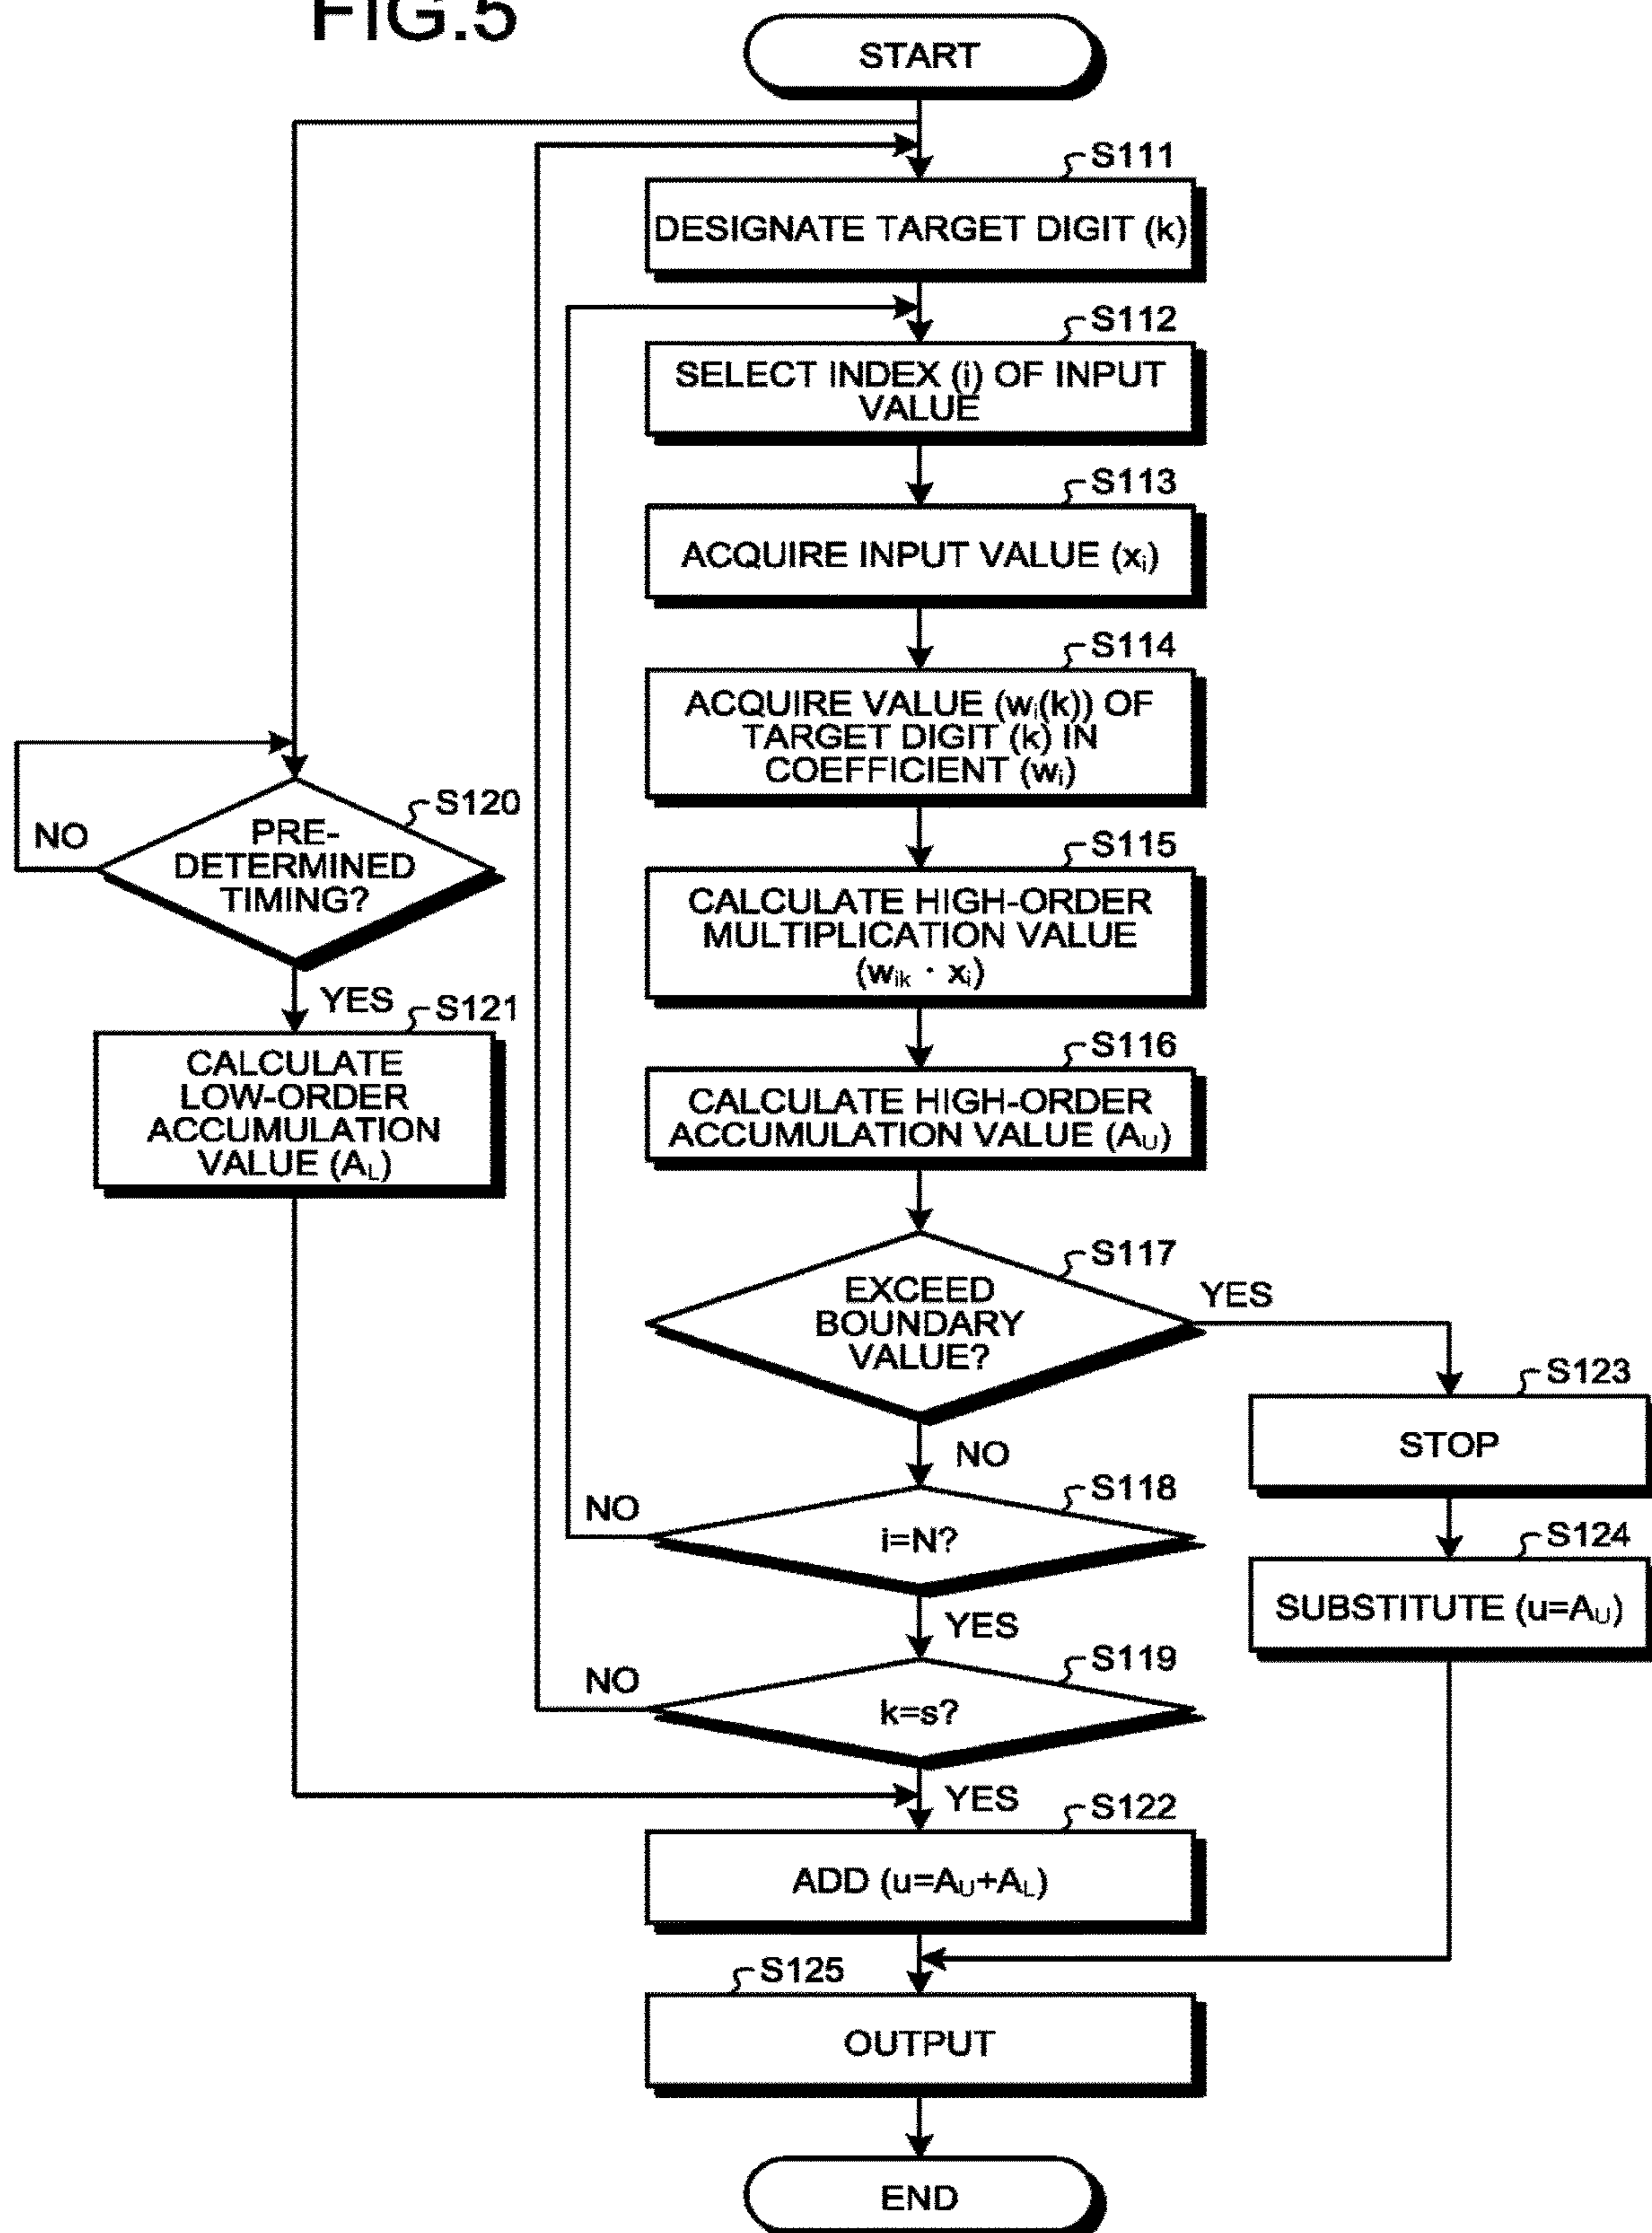 FIG.5
START
S111
DESIGNATE TARGET DIGIT (k)
S112
SELECT INDEX (i) OF INPUT
VALUE
S113
ACQUIRE INPUT VALUE (xi)
S114
ACQUIRE VALUE (wi(k)) OF
TARGET DIGIT (k) IN
COEFFICIENT (wi)
S120
NO
PRE-
DETERMINED
TIMING?
YES
S115
CALCULATE HIGH-ORDER
MULTIPLICATION VALUE
(wik · xi)
S121
CALCULATE
LOW-ORDER
ACCUMULATION
VALUE (AL)
S116
CALCULATE HIGH-ORDER
ACCUMULATION VALUE (AU)
S117
EXCEED
BOUNDARY
VALUE?
YES
NO
S123
STOP
S118
NO
i=N?
YES
S124
SUBSTITUTE (u=AU)
S119
NO
k=s?
YES
S122
ADD (u=AU+AL)
S125
OUTPUT
END